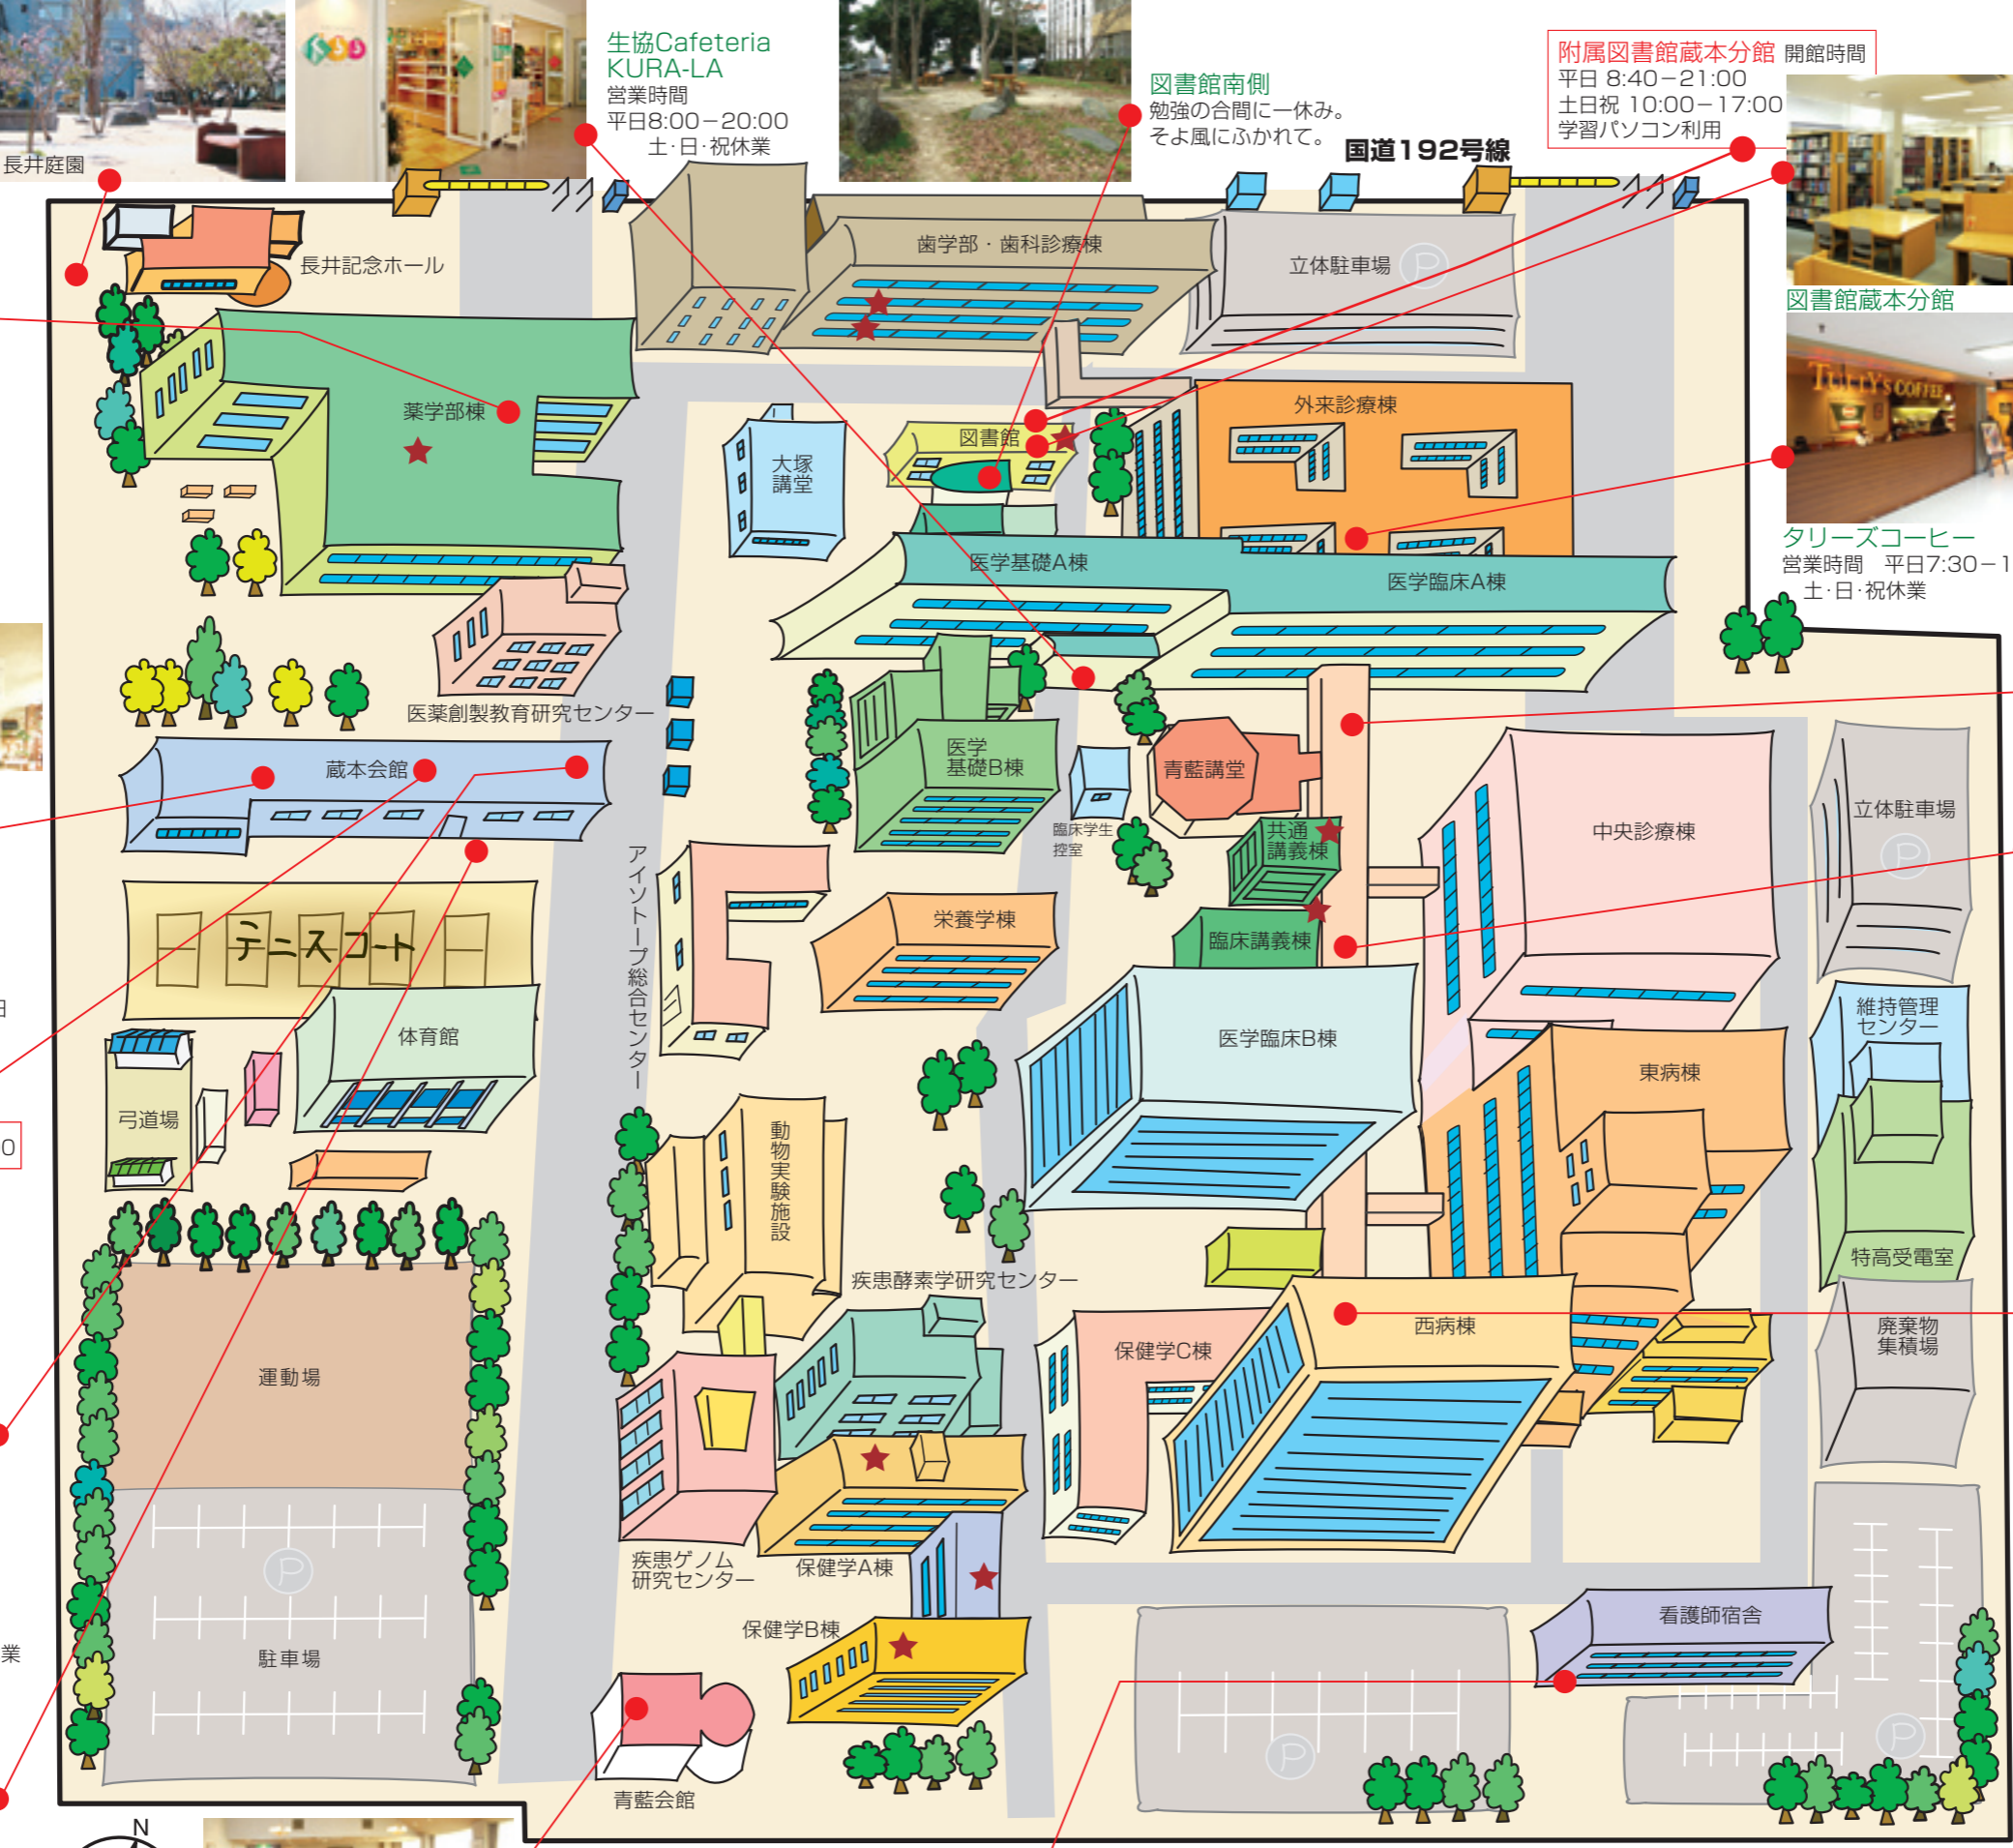 長井庭園
生協Cafeteria
KURA-LA
営業時間
平日8:00−20:00
土・日・祝休業
図書館南側
勉強の合間に一休み。
そよ風にふかれて。
国道192号線
附属図書館蔵本分館 開館時間
平日 8:40−21:00
土日祝 10:00−17:00
学習パソコン利用
図書館蔵本分館
TULLY'S COFFEE
タリーズコーヒー
営業時間 平日7:30−1
土・日・祝休業
長井記念ホール
歯学部・歯科診療棟
立体駐車場
P
薬学部棟
大塚
講堂
図書館
外来診療棟
医学基礎A棟
医学臨床A棟
医薬創製教育研究センター
蔵本会館
医学
基礎B棟
臨床学生
控室
青藍講堂
共通
講義棟
臨床講義棟
中央診療棟
立体駐車場
P
テニスコート
アイソトープ総合センター
栄養学棟
体育館
弓道場
医学臨床B棟
東病棟
維持管理
センター
特高受電室
動物実験施設
疾患酵素学研究センター
廃棄物
集積場
運動場
保健学C棟
西病棟
疾患ゲノム
研究センター
保健学A棟
保健学B棟
P
駐車場
看護師宿舎
青藍会館
P
P
日
0
業
N